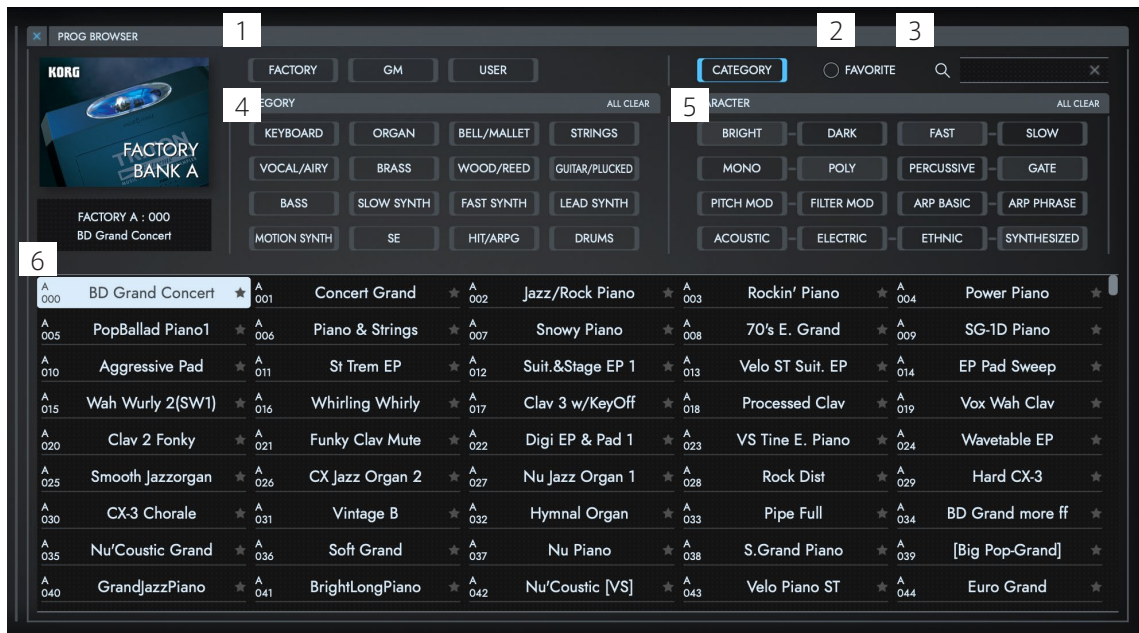 1
2
3
× PROG BROWSER
KORG
FACTORY
BANK A
FACTORY A : 000
BD Grand Concert
FACTORY GM USER
CATEGORY FAVORITE ×
4 EGORY ALL CLEAR
KEYBOARD ORGAN BELL/MALLET STRINGS
VOCAL/AIRY BRASS WOOD/REED GUITAR/PLUCKED
BASS SLOW SYNTH FAST SYNTH LEAD SYNTH
MOTION SYNTH SE HIT/ARPG DRUMS
5 RACTER ALL CLEAR
BRIGHT DARK FAST SLOW
MONO POLY PERCUSSIVE GATE
PITCH MOD FILTER MOD ARP BASIC ARP PHRASE
ACOUSTIC ELECTRIC ETHNIC SYNTHESIZED
6
A 000 BD Grand Concert A 001 Concert Grand A 002 Jazz/Rock Piano A 003 Rockin' Piano A 004 Power Piano
A 005 PopBallad Piano1 A 006 Piano & Strings A 007 Snowy Piano A 008 70's E. Grand A 009 SG-1D Piano
A 010 Aggressive Pad A 011 St Trem EP A 012 Suit.&Stage EP 1 A 013 Velo ST Suit. EP A 014 EP Pad Sweep
A 015 Wah Wurly 2(SW1) A 016 Whirling Whirly A 017 Clav 3 w/KeyOff A 018 Processed Clav A 019 Vox Wah Clav
A 020 Clav 2 Fonky A 021 Funky Clav Mute A 022 Digi EP & Pad 1 A 023 VS Tine E. Piano A 024 Wavetable EP
A 025 Smooth Jazzorgan A 026 CX Jazz Organ 2 A 027 Nu Jazz Organ 1 A 028 Rock Dist A 029 Hard CX-3
A 030 CX-3 Chorale A 031 Vintage B A 032 Hymnal Organ A 033 Pipe Full A 034 BD Grand more ff
A 035 Nu'Coustic Grand A 036 Soft Grand A 037 Nu Piano A 038 S.Grand Piano A 039 [Big Pop-Grand]
A 040 GrandJazzPiano A 041 BrightLongPiano A 042 Nu'Coustic [VS] A 043 Velo Piano ST A 044 Euro Grand